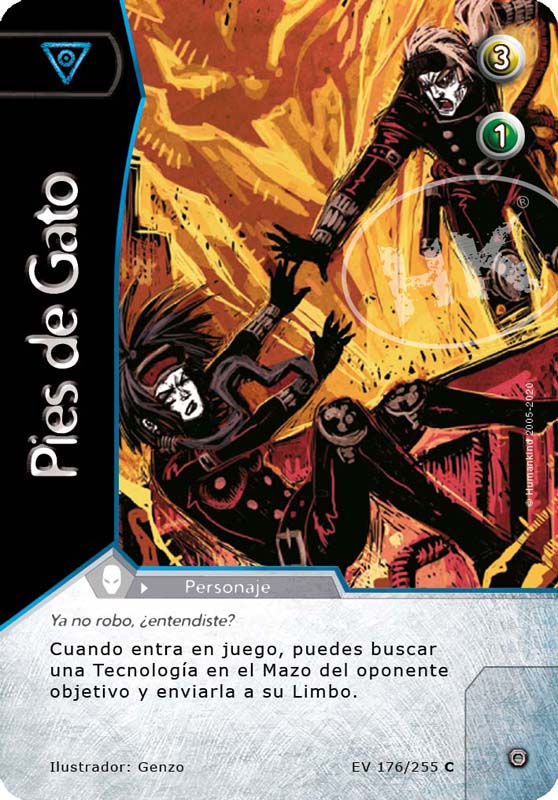 3
1
Pies de Gato
HK®
© Humankind 2005-2020
Personaje
Ya no robo, ¿entendiste?
Cuando entra en juego, puedes buscar
una Tecnología en el Mazo del oponente
objetivo y enviarla a su Limbo.
Ilustrador: Genzo
EV 176/255 C